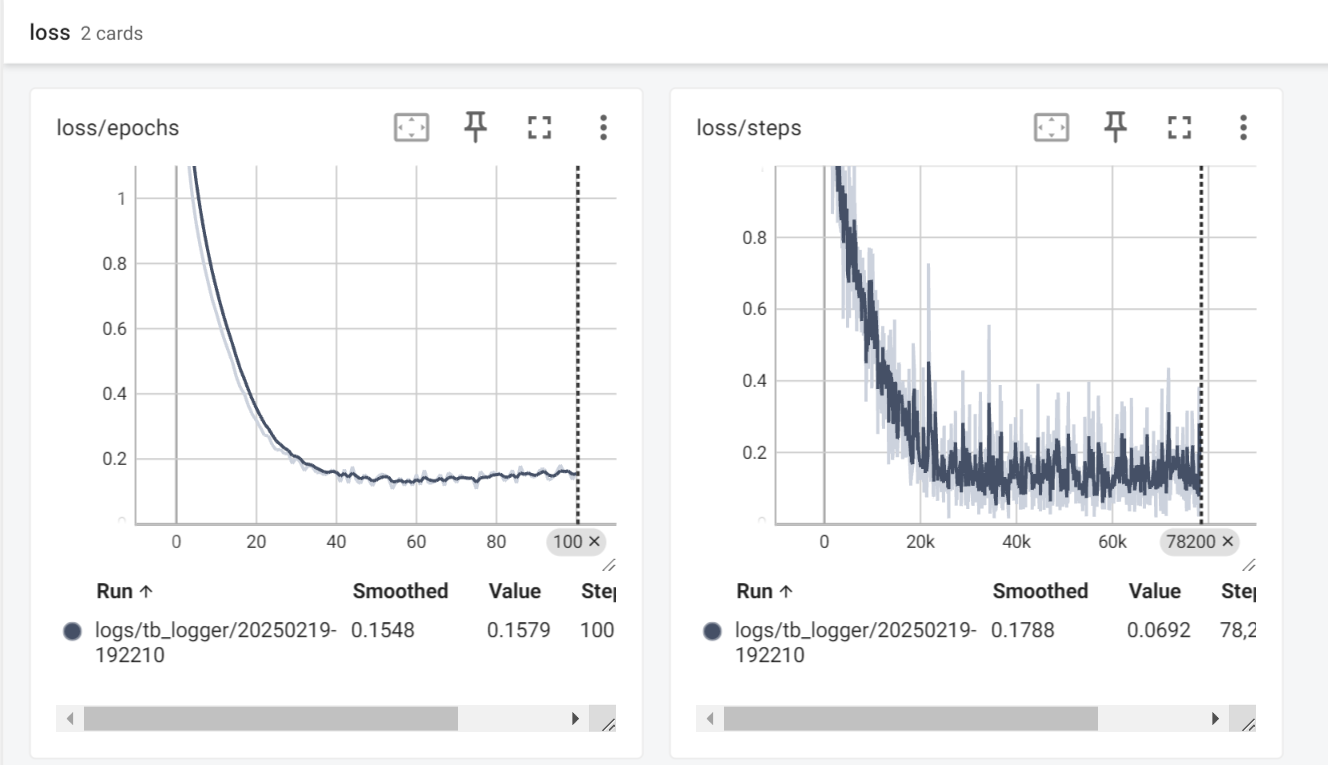 loss 2 cards
loss/epochs
1
0.8
0.6
0.4
0.2
0
0 20 40 60 80 100 ×
Run ↑ Smoothed Value Step
logs/tb_logger/20250219- 0.1548 0.1579 100
192210
loss/steps
0.8
0.6
0.4
0.2
0
0 20k 40k 60k 78200 ×
Run ↑ Smoothed Value Step
logs/tb_logger/20250219- 0.1788 0.0692 78,2
192210